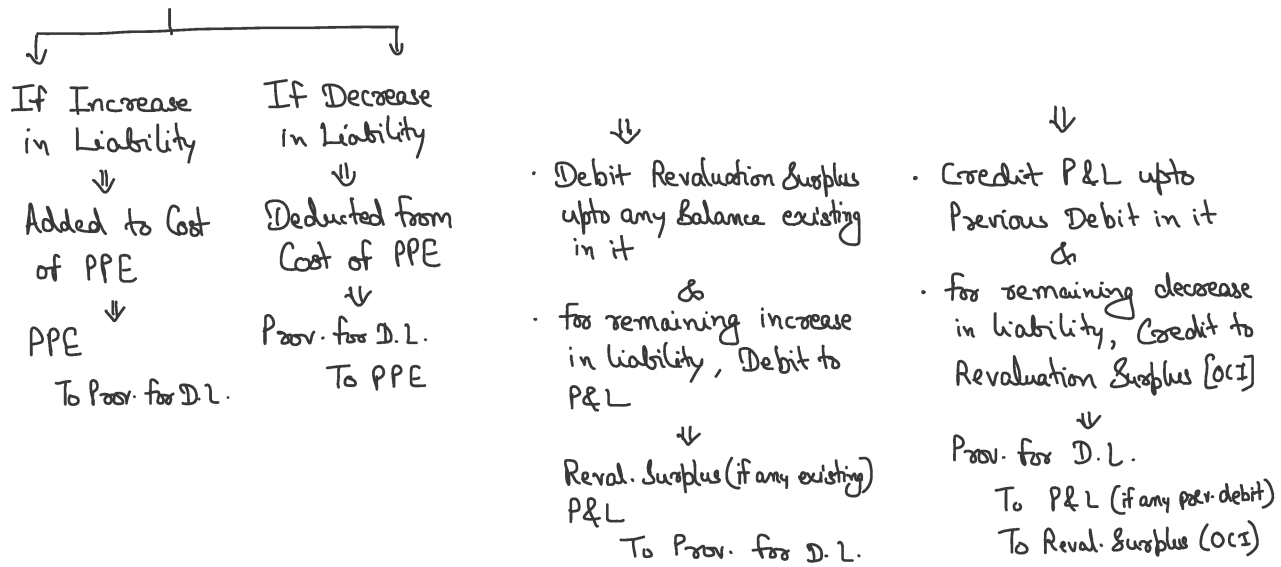 If Increase
in Liability
⇓
Added to Cost
of PPE
⇓
PPE
To Prov. for D.L.
If Decrease
in Liability
⇓
Deducted from
Cost of PPE
⇓
Prov. for D.L.
To PPE
⇓
· Debit Revaluation Surplus
upto any Balance existing
in it
&
· for remaining increase
in liability, Debit to
P&L
⇓
Reval. Surplus (if any existing)
P&L
To Prov. for D.L.
⇓
· Credit P&L upto
Previous Debit in it
&
· for remaining decrease
in liability, Credit to
Revaluation Surplus [OCI]
⇓
Prov. for D.L.
To P&L (if any prev. debit)
To Reval. Surplus (OCI)